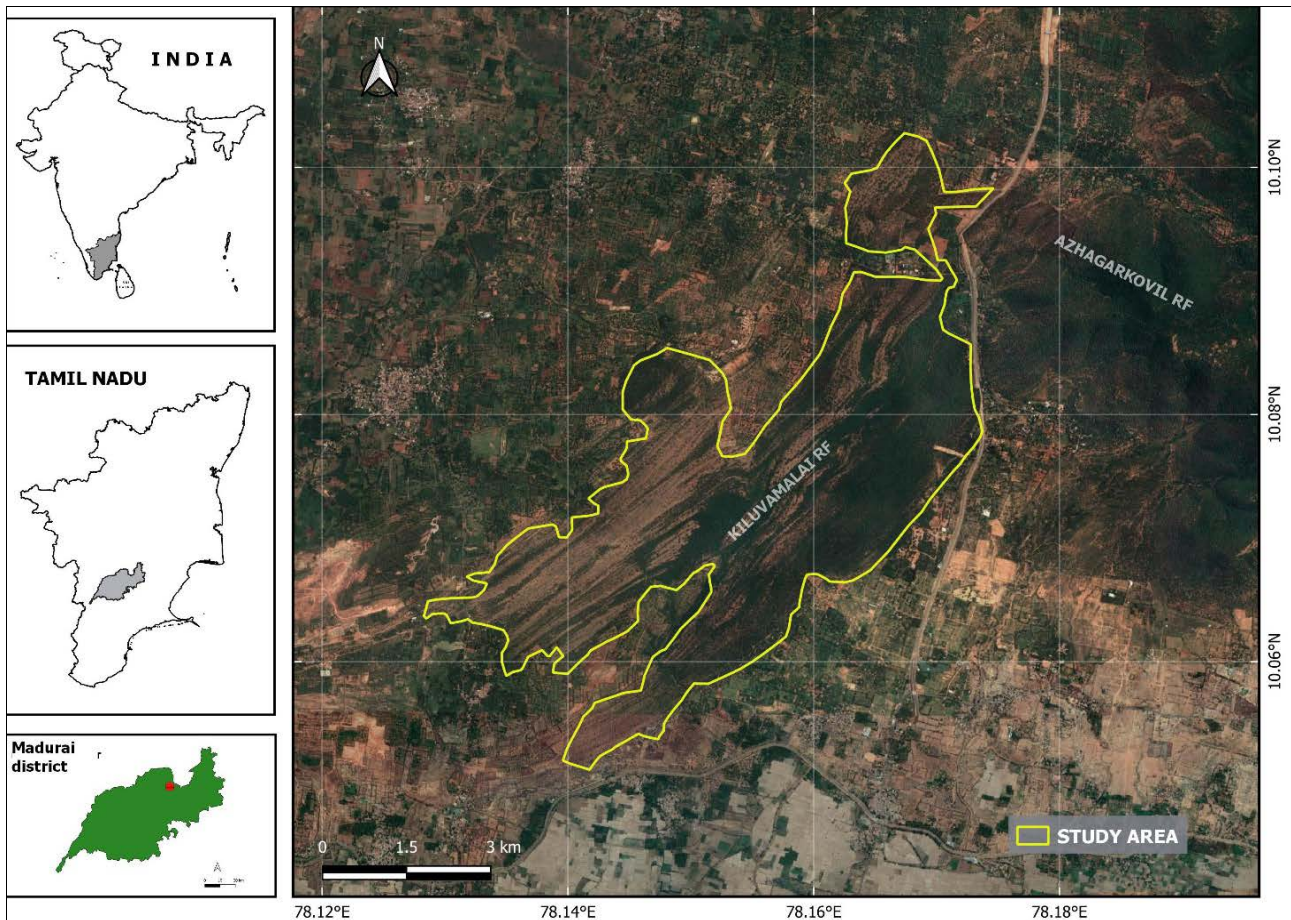 I N D I A
TAMIL NADU
Madurai
district
r
N
10.10°N
AZHAGARKOVIL RF
10.08°N
KILUVAMALAI RF
10.06°N
STUDY AREA
0 1.5 3 km
78.12°E 78.14°E 78.16°E 78.18°E